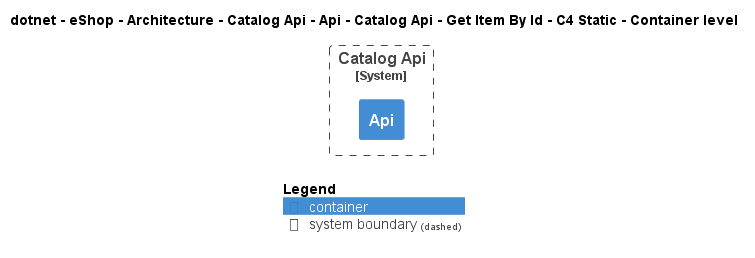 dotnet - eShop - Architecture - Catalog Api - Api - Catalog Api - Get Item By Id - C4 Static - Container level
Catalog Api
[System]
Api
Legend
container
system boundary (dashed)